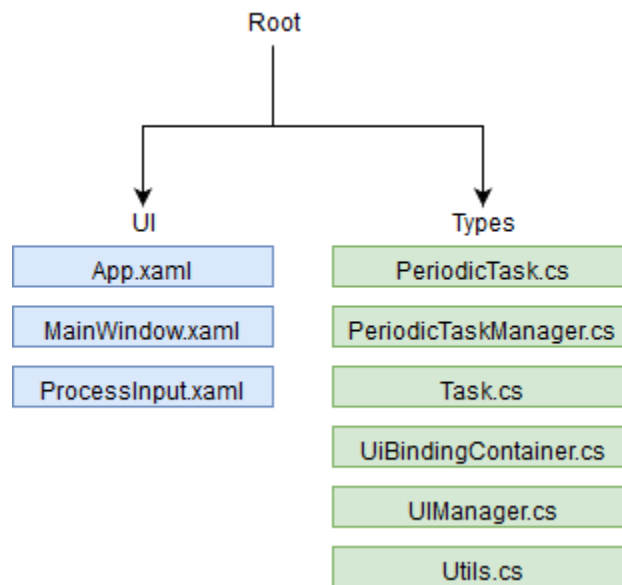 Root
UI
App.xaml
MainWindow.xaml
ProcessInput.xaml
Types
PeriodicTask.cs
PeriodicTaskManager.cs
Task.cs
UiBindingContainer.cs
UIManager.cs
Utils.cs